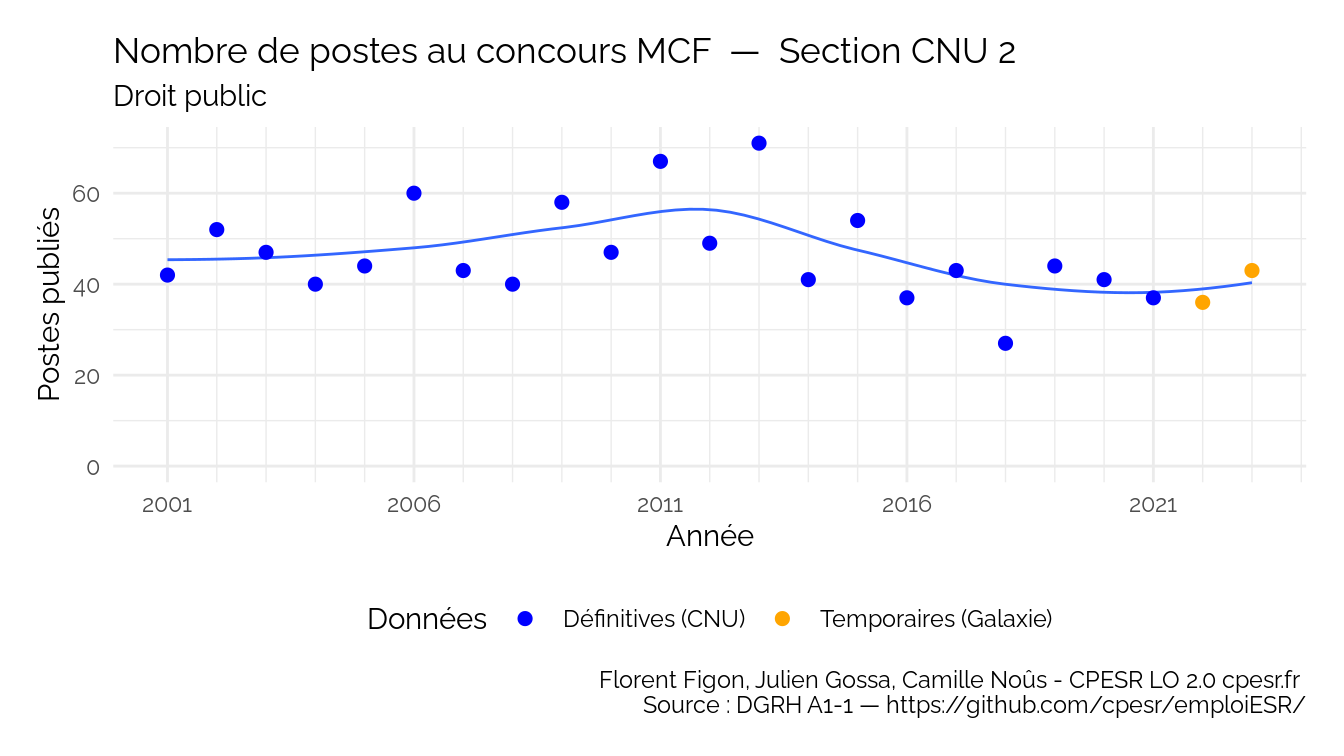 Nombre de postes au concours MCF — Section CNU 2
Droit public
Postes publiés
60
40
20
0
2001 2006 2011 2016 2021
Année
Données Définitives (CNU) Temporaires (Galaxie)
Florent Figon, Julien Gossa, Camille Noûs - CPESR LO 2.0 cpesr.fr
Source : DGRH A1-1 — https://github.com/cpesr/emploiESR/